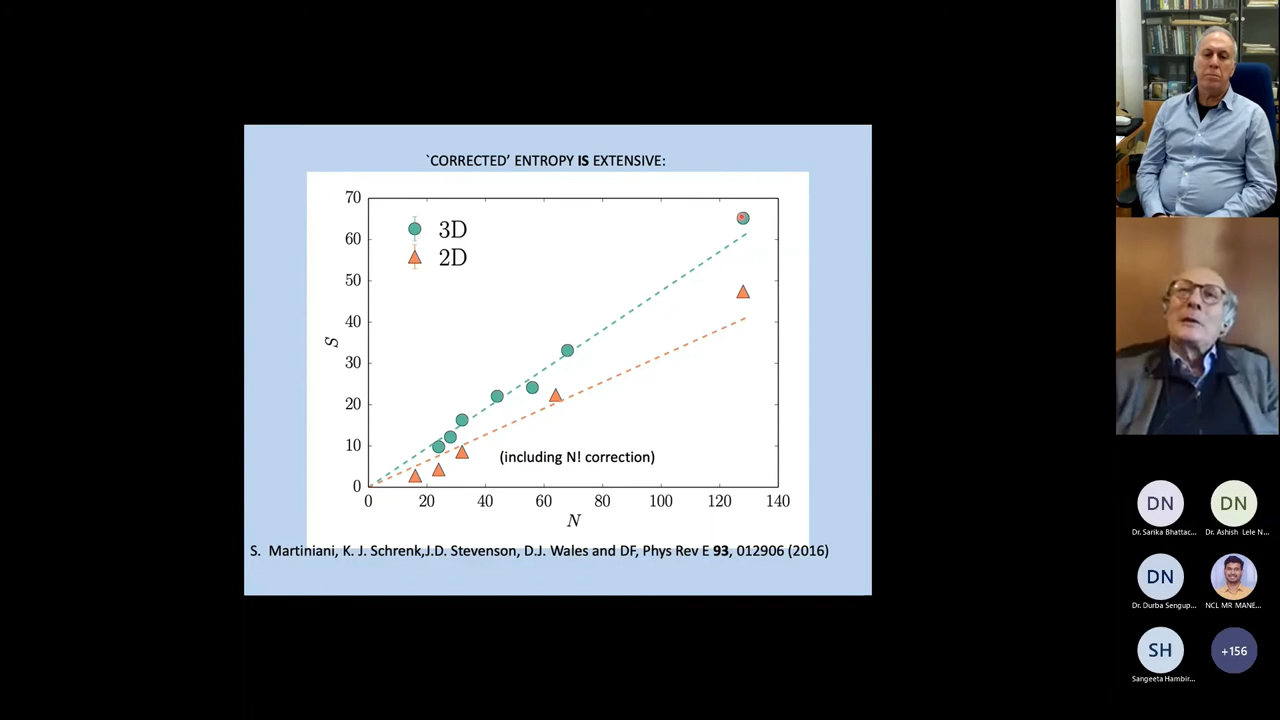 `CORRECTED’ ENTROPY IS EXTENSIVE:
70
60
50
40
30
20
10
0
S
3D
2D
(including N! correction)
0 20 40 60 80 100 120 140
N
S. Martiniani, K. J. Schrenk,J.D. Stevenson, D.J. Wales and DF, Phys Rev E 93, 012906 (2016)
DN DN
Dr. Sarika Bhattac... Dr. Ashish Lele N...
DN
Dr. Durba Sengup... NCL MR MANE...
SH +156
Sangeeta Hambir...